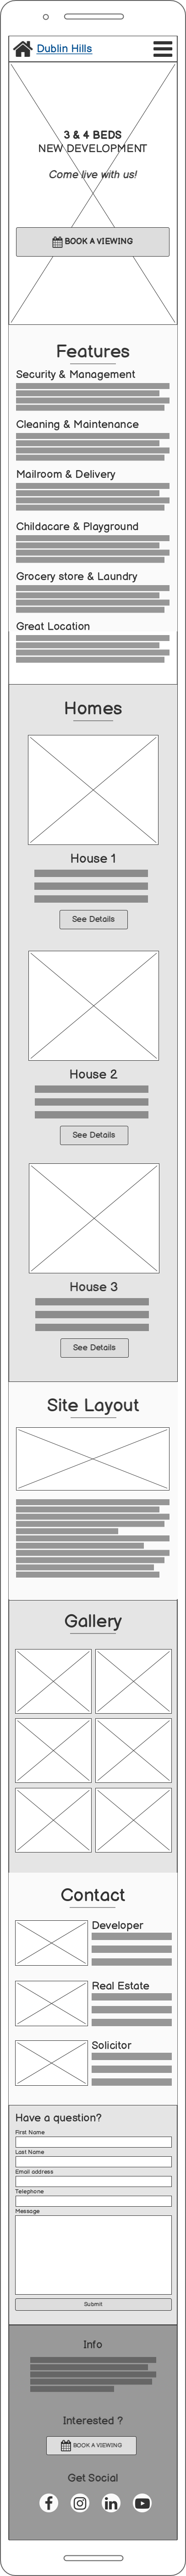 Dublin Hills
3 & 4 BEDS
NEW DEVELOPMENT
Come live with us!
BOOK A VIEWING
Features
Security & Management
Cleaning & Maintenance
Mailroom & Delivery
Childacare & Playground
Grocery store & Laundry
Great Location
Homes
House 1
See Details
House 2
See Details
House 3
See Details
Site Layout
Gallery
Contact
Developer
Real Estate
Solicitor
Have a question?
First Name
Last Name
Email address
Telephone
Message
Submit
Info
Interested ?
BOOK A VIEWING
Get Social